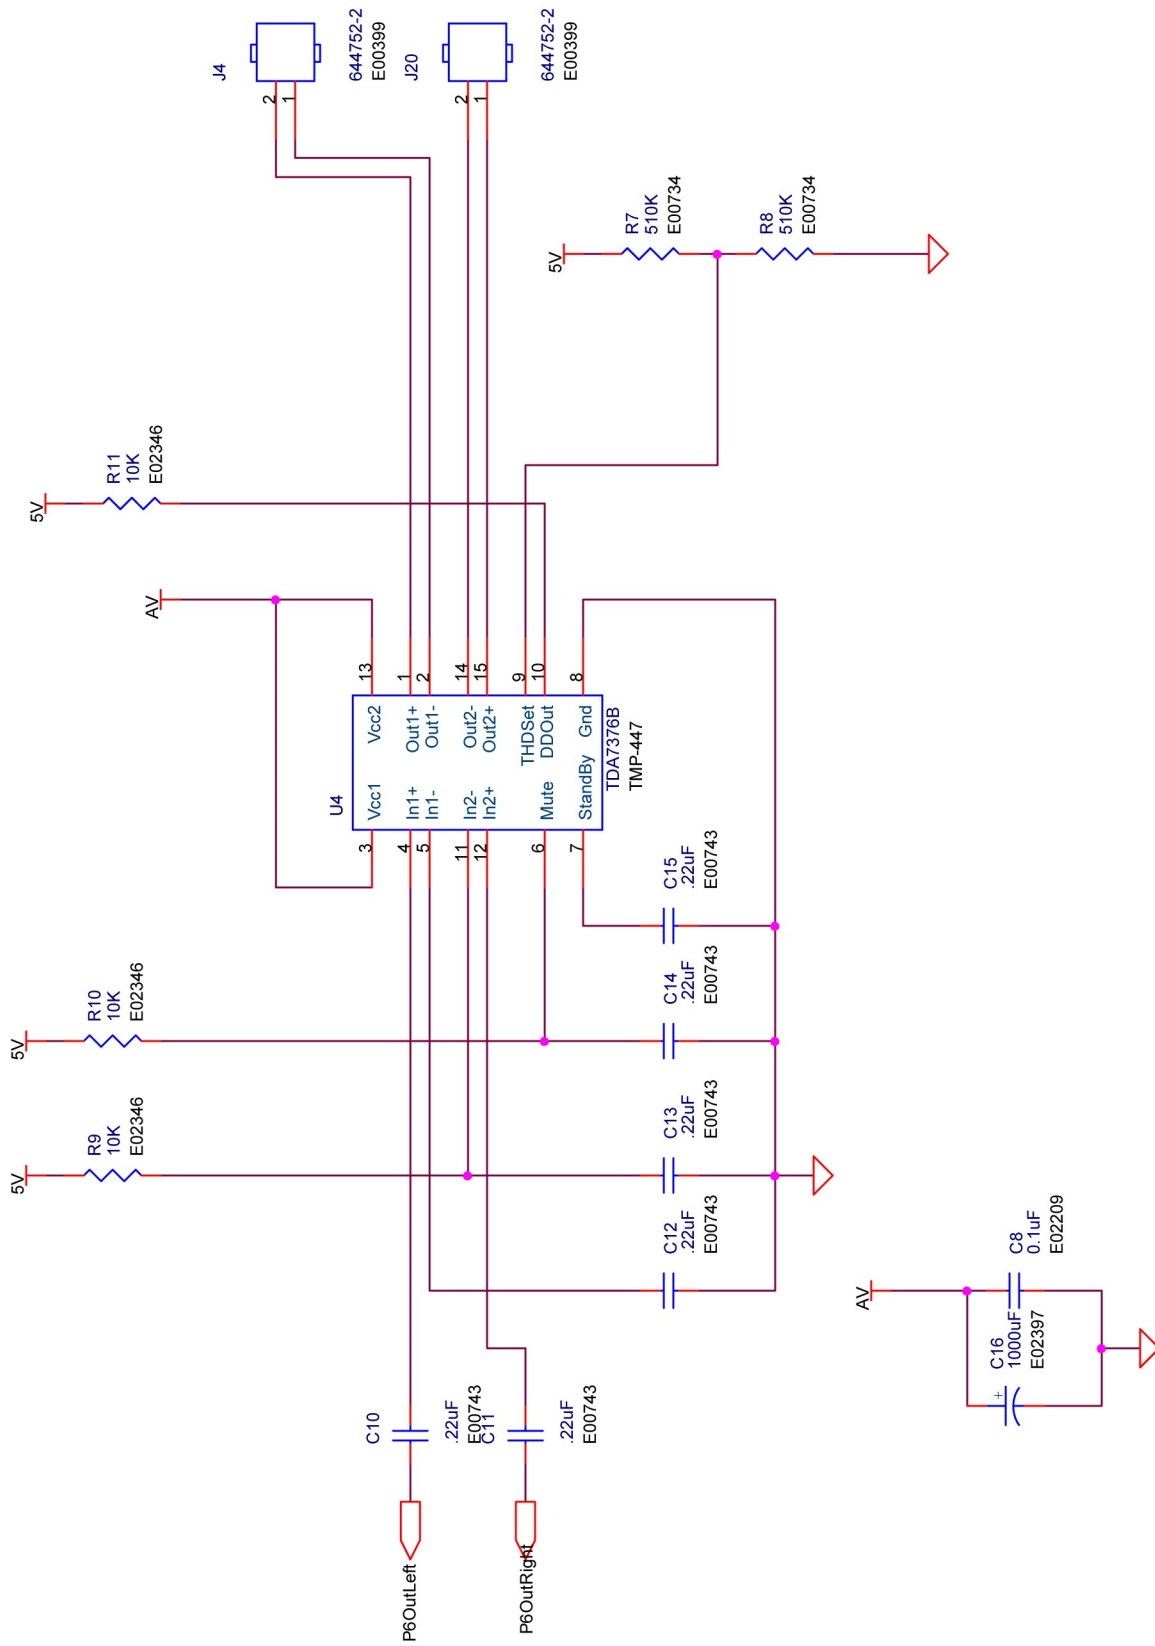 J4
644752-2
E00399
2
1
J20
644752-2
E00399
2
1
5V
R7
510K
E00734
R8
510K
E00734
5V
R11
10K
E02346
AV
13
1
2
14
15
9
10
8
U4
Vcc1
Vcc2
In1+
Out1+
In1-
Out1-
In2-
Out2-
In2+
Out2+
THDSet
Mute
DDOut
StandBy
Gnd
TDA7376B
TMP-447
3
4
5
11
12
6
7
C15
.22uF
E00743
5V
R10
10K
E02346
C14
.22uF
E00743
5V
R9
10K
E02346
C13
.22uF
E00743
C12
.22uF
E00743
AV
C8
0.1uF
E02209
C16
1000uF
E02397
+
C10
.22uF
E00743
C11
.22uF
E00743
P6OutLeft
P6OutRight